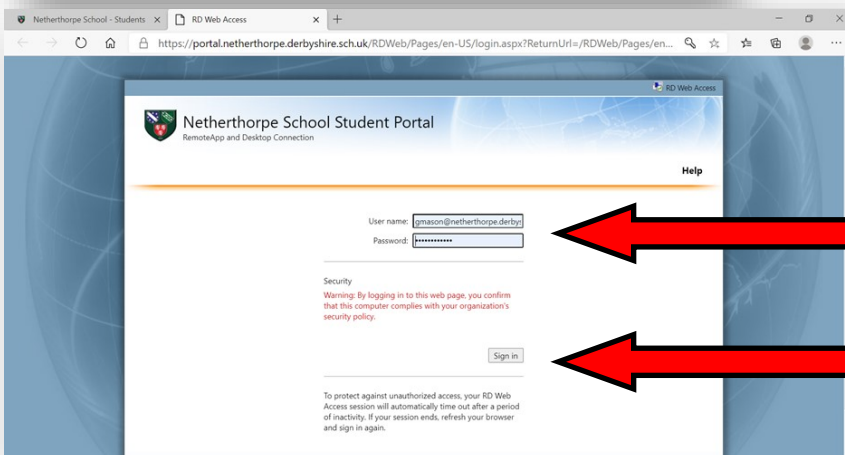 Netherthorpe School - Students
RD Web Access
https://portal.netherthorpe.derbyshire.sch.uk/RDWeb/Pages/en-US/login.aspx?ReturnUrl=/RDWeb/Pages/en...
RD Web Access
Netherthorpe School Student Portal
RemoteApp and Desktop Connection
Help
User name: gmason@netherthorpe.derbys
Password: ••••••••••••
Security
Warning: By logging in to this web page, you confirm
that this computer complies with your organization's
security policy.
Sign in
To protect against unauthorized access, your RD Web
Access session will automatically time out after a period
of inactivity. If your session ends, refresh your browser
and sign in again.